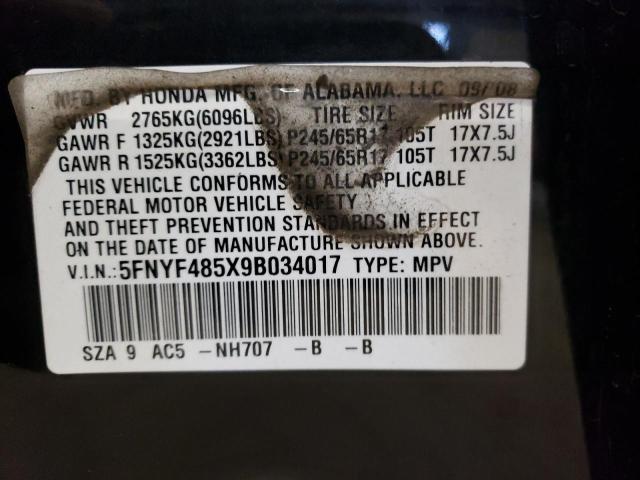 MFD. BY HONDA MFG. OF ALABAMA, LLC 09/08
GVWR 2765KG(6096LBS) TIRE SIZE RIM SIZE
GAWR F 1325KG(2921LBS) P245/65R17 105T 17X7.5J
GAWR R 1525KG(3362LBS) P245/65R17 105T 17X7.5J
THIS VEHICLE CONFORMS TO ALL APPLICABLE
FEDERAL MOTOR VEHICLE SAFETY
AND THEFT PREVENTION STANDARDS IN EFFECT
ON THE DATE OF MANUFACTURE SHOWN ABOVE.
V.I.N.:5FNYF485X9B034017 TYPE: MPV
SZA 9 AC5 -NH707 -B -B